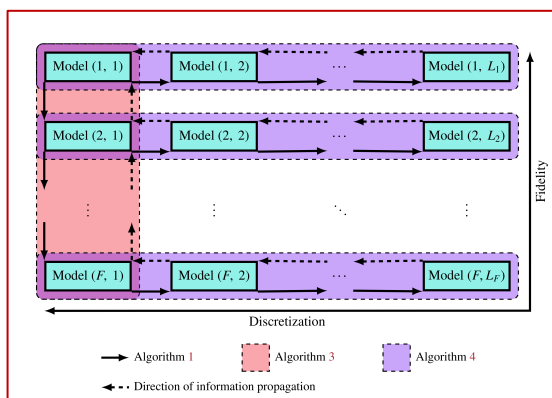 Model (1, 1) Model (1, 2) ... Model (1, L₁)
Model (2, 1) Model (2, 2) ... Model (2, L₂)
⋮ ⋮ ⋱ ⋮
Model (F, 1) Model (F, 2) ... Model (F, L_F)
Fidelity
Discretization
Algorithm 1 Algorithm 3 Algorithm 4
Direction of information propagation